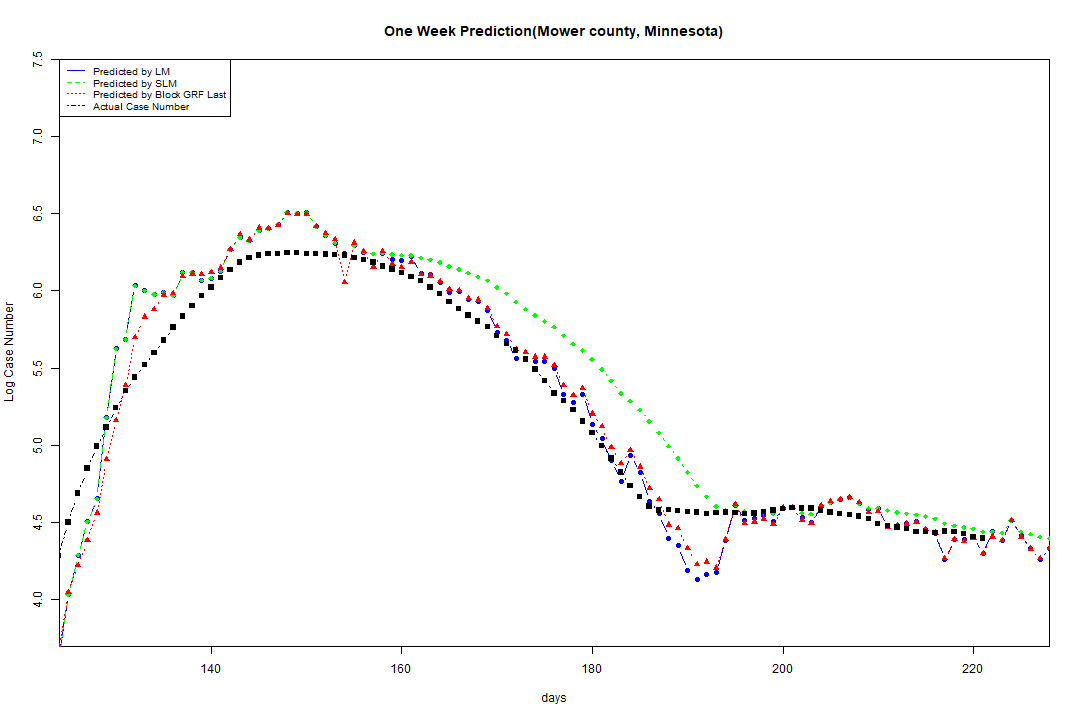 One Week Prediction(Mower county, Minnesota)
Predicted by LM
Predicted by SLM
Predicted by Block GRF Last
Actual Case Number
7.5
7.0
6.5
6.0
5.5
5.0
4.5
4.0
Log Case Number
140 160 180 200 220
days